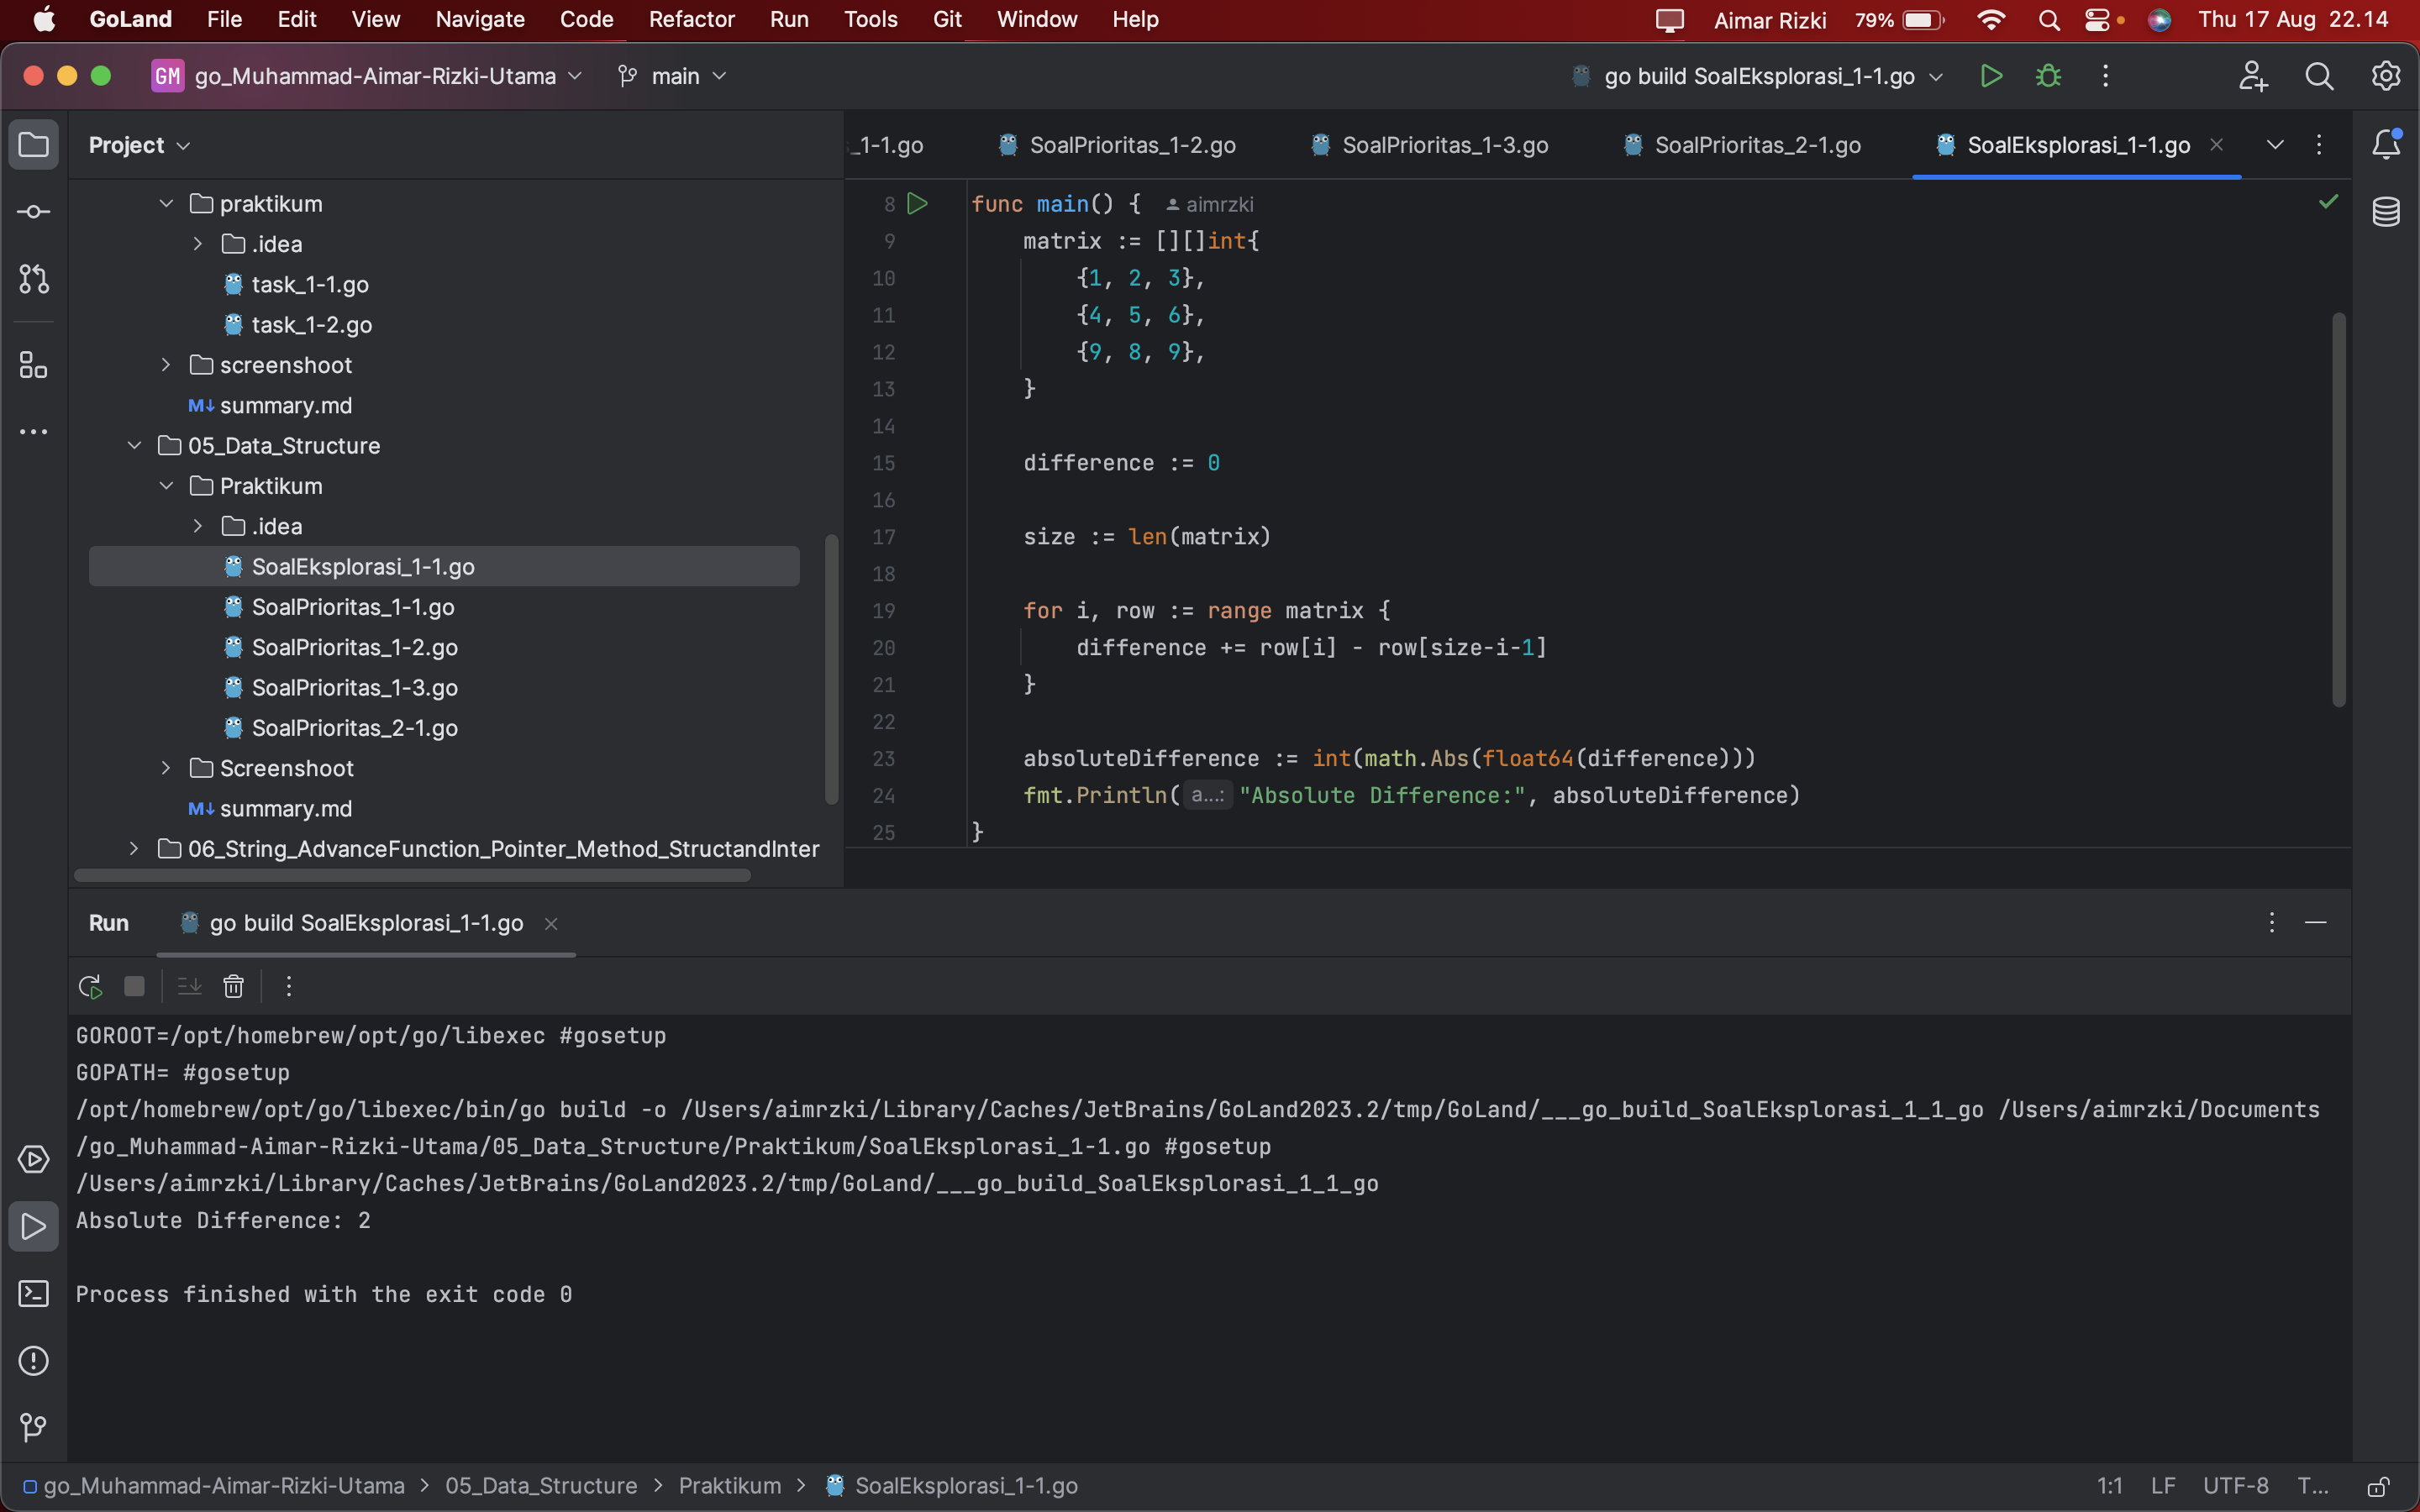 GoLand File Edit View Navigate Code Refactor Run Tools Git Window Help Aimar Rizki 79% Thu 17 Aug 22.14
GM go_Muhammad-Aimar-Rizki-Utama main go build SoalEksplorasi_1-1.go
Project
_1-1.go SoalPrioritas_1-2.go SoalPrioritas_1-3.go SoalPrioritas_2-1.go SoalEksplorasi_1-1.go
praktikum
.idea
task_1-1.go
task_1-2.go
screenshoot
M↓ summary.md
05_Data_Structure
Praktikum
.idea
SoalEksplorasi_1-1.go
SoalPrioritas_1-1.go
SoalPrioritas_1-2.go
SoalPrioritas_1-3.go
SoalPrioritas_2-1.go
Screenshoot
M↓ summary.md
06_String_AdvanceFunction_Pointer_Method_StructandInter
8 func main() { aimrzki
9 matrix := [][]int{
10 {1, 2, 3},
11 {4, 5, 6},
12 {9, 8, 9},
13 }
14
15 difference := 0
16
17 size := len(matrix)
18
19 for i, row := range matrix {
20 difference += row[i] - row[size-i-1]
21 }
22
23 absoluteDifference := int(math.Abs(float64(difference)))
24 fmt.Println( a...: "Absolute Difference:", absoluteDifference)
25 }
Run go build SoalEksplorasi_1-1.go
GOROOT=/opt/homebrew/opt/go/libexec #gosetup
GOPATH= #gosetup
/opt/homebrew/opt/go/libexec/bin/go build -o /Users/aimrzki/Library/Caches/JetBrains/GoLand2023.2/tmp/GoLand/___go_build_SoalEksplorasi_1_1_go /Users/aimrzki/Documents
/go_Muhammad-Aimar-Rizki-Utama/05_Data_Structure/Praktikum/SoalEksplorasi_1-1.go #gosetup
/Users/aimrzki/Library/Caches/JetBrains/GoLand2023.2/tmp/GoLand/___go_build_SoalEksplorasi_1_1_go
Absolute Difference: 2
Process finished with the exit code 0
go_Muhammad-Aimar-Rizki-Utama > 05_Data_Structure > Praktikum > SoalEksplorasi_1-1.go 1:1 LF UTF-8 T...